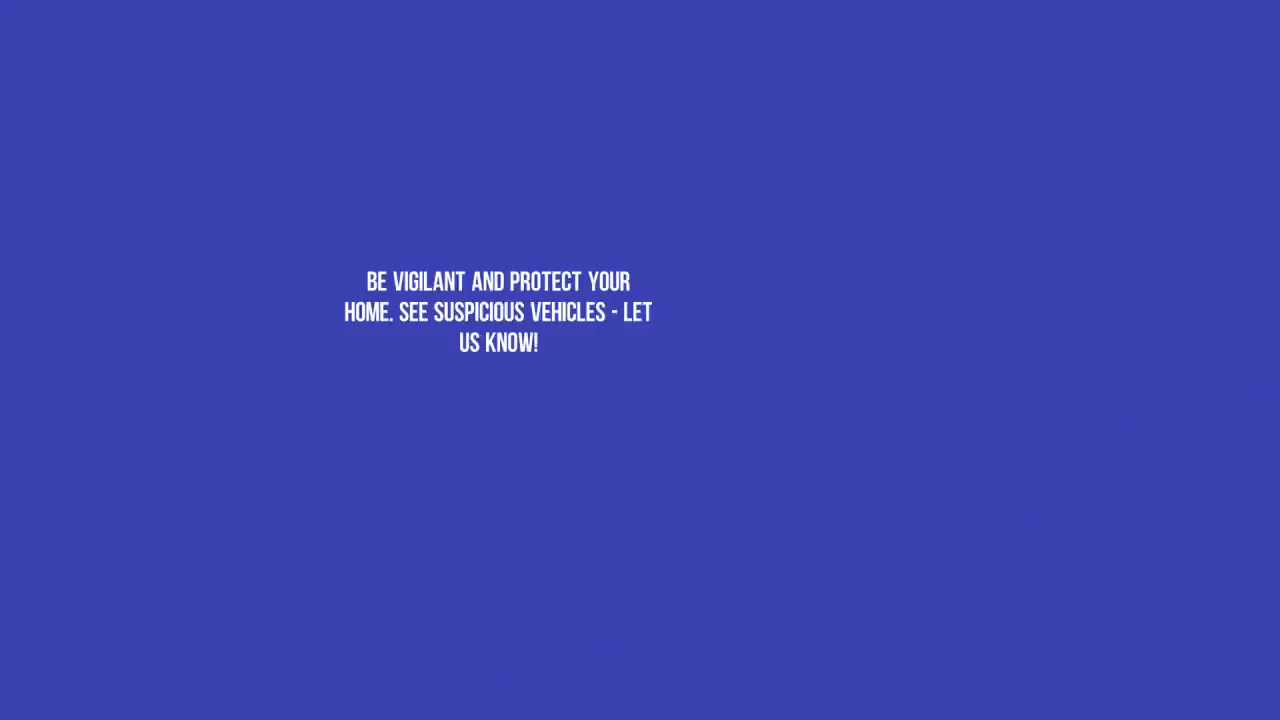 BE VIGILANT AND PROTECT YOUR
HOME. SEE SUSPICIOUS VEHICLES - LET
US KNOW!